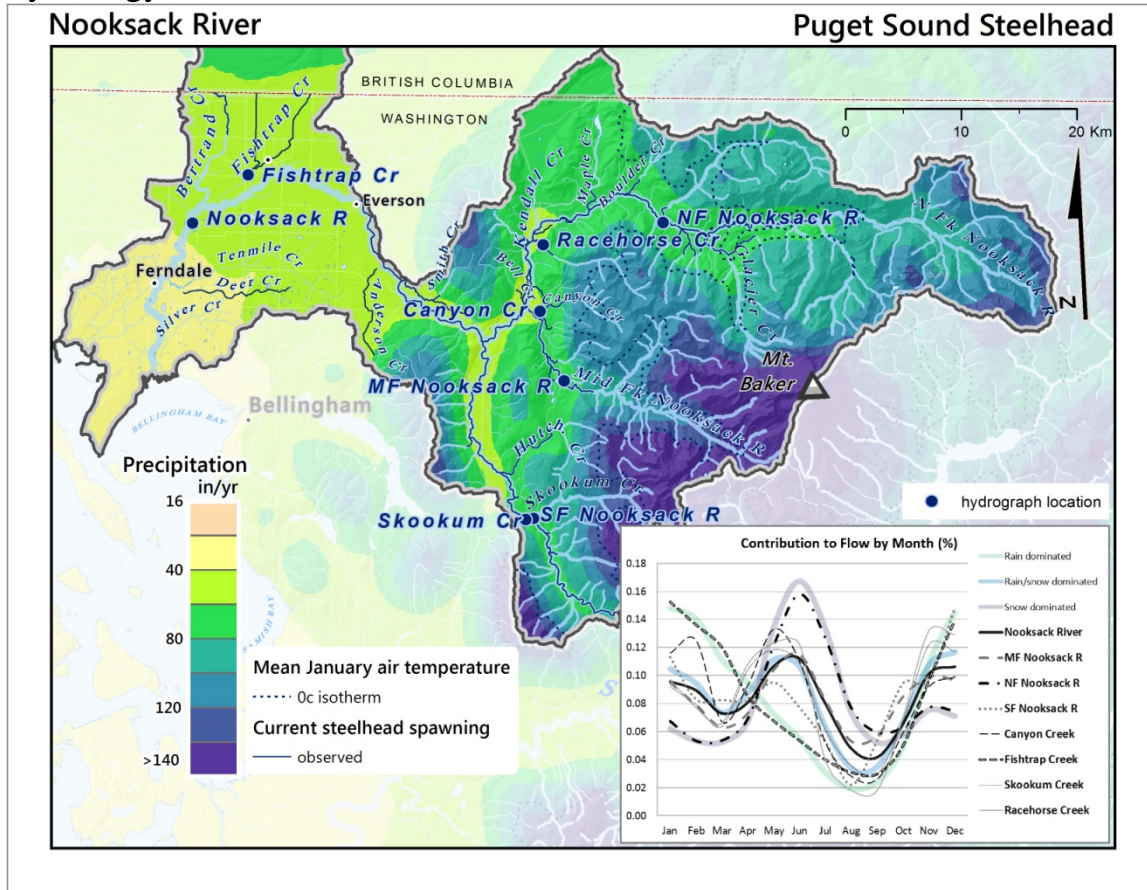 Nooksack River
Puget Sound Steelhead
BRITISH COLUMBIA
WASHINGTON
0 10 20 Km
Bertrand Cr
Fishtrap Cr
Fishtrap Cr
Nooksack R
Everson
Ferndale
Tenmile Cr
Deer Cr
Silver Cr
Anderson Cr
Smith Cr
Bell
Kendall Cr
Maple Cr
Boulder Cr
NF Nooksack R
Racehorse Cr
Glacier Cr
N Fk Nooksack R
N
Canyon Cr
Canyon Cr
MF Nooksack R
Mid Fk Nooksack R
Mt.
Baker
Hutch Cr
Skookum Cr
Skookum Cr
SF Nooksack R
BELLINGHAM BAY
Bellingham
SAMISH BAY
Precipitation
in/yr
16
40
80
120
>140
Mean January air temperature
0c isotherm
Current steelhead spawning
observed
hydrograph location
Contribution to Flow by Month (%)
0.18
0.16
0.14
0.12
0.10
0.08
0.06
0.04
0.02
0.00
Jan Feb Mar Apr May Jun Jul Aug Sep Oct Nov Dec
Rain dominated
Rain/snow dominated
Snow dominated
Nooksack River
MF Nooksack R
NF Nooksack R
SF Nooksack R
Canyon Creek
Fishtrap Creek
Skookum Creek
Racehorse Creek